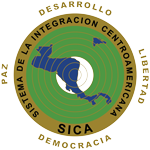 DESARROLLO
PAZ
LIBERTAD
SISTEMA DE LA INTEGRACION CENTROAMERICANA
SICA
DEMOCRACIA